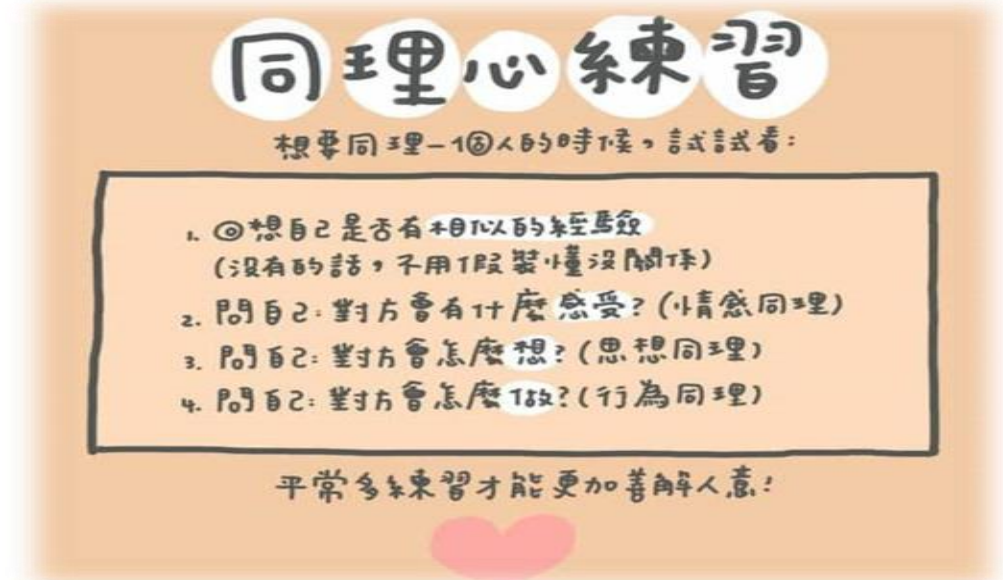 同理心練習
想要同理一個人的時候，試試看：
1. 回想自己是否有相似的經驗
(沒有的話，不用假裝懂沒關係)
2. 問自己：對方會有什麼感受？(情感同理)
3. 問自己：對方會怎麼想？(思想同理)
4. 問自己：對方會怎麼做？(行為同理)
平常多練習才能更加善解人意！